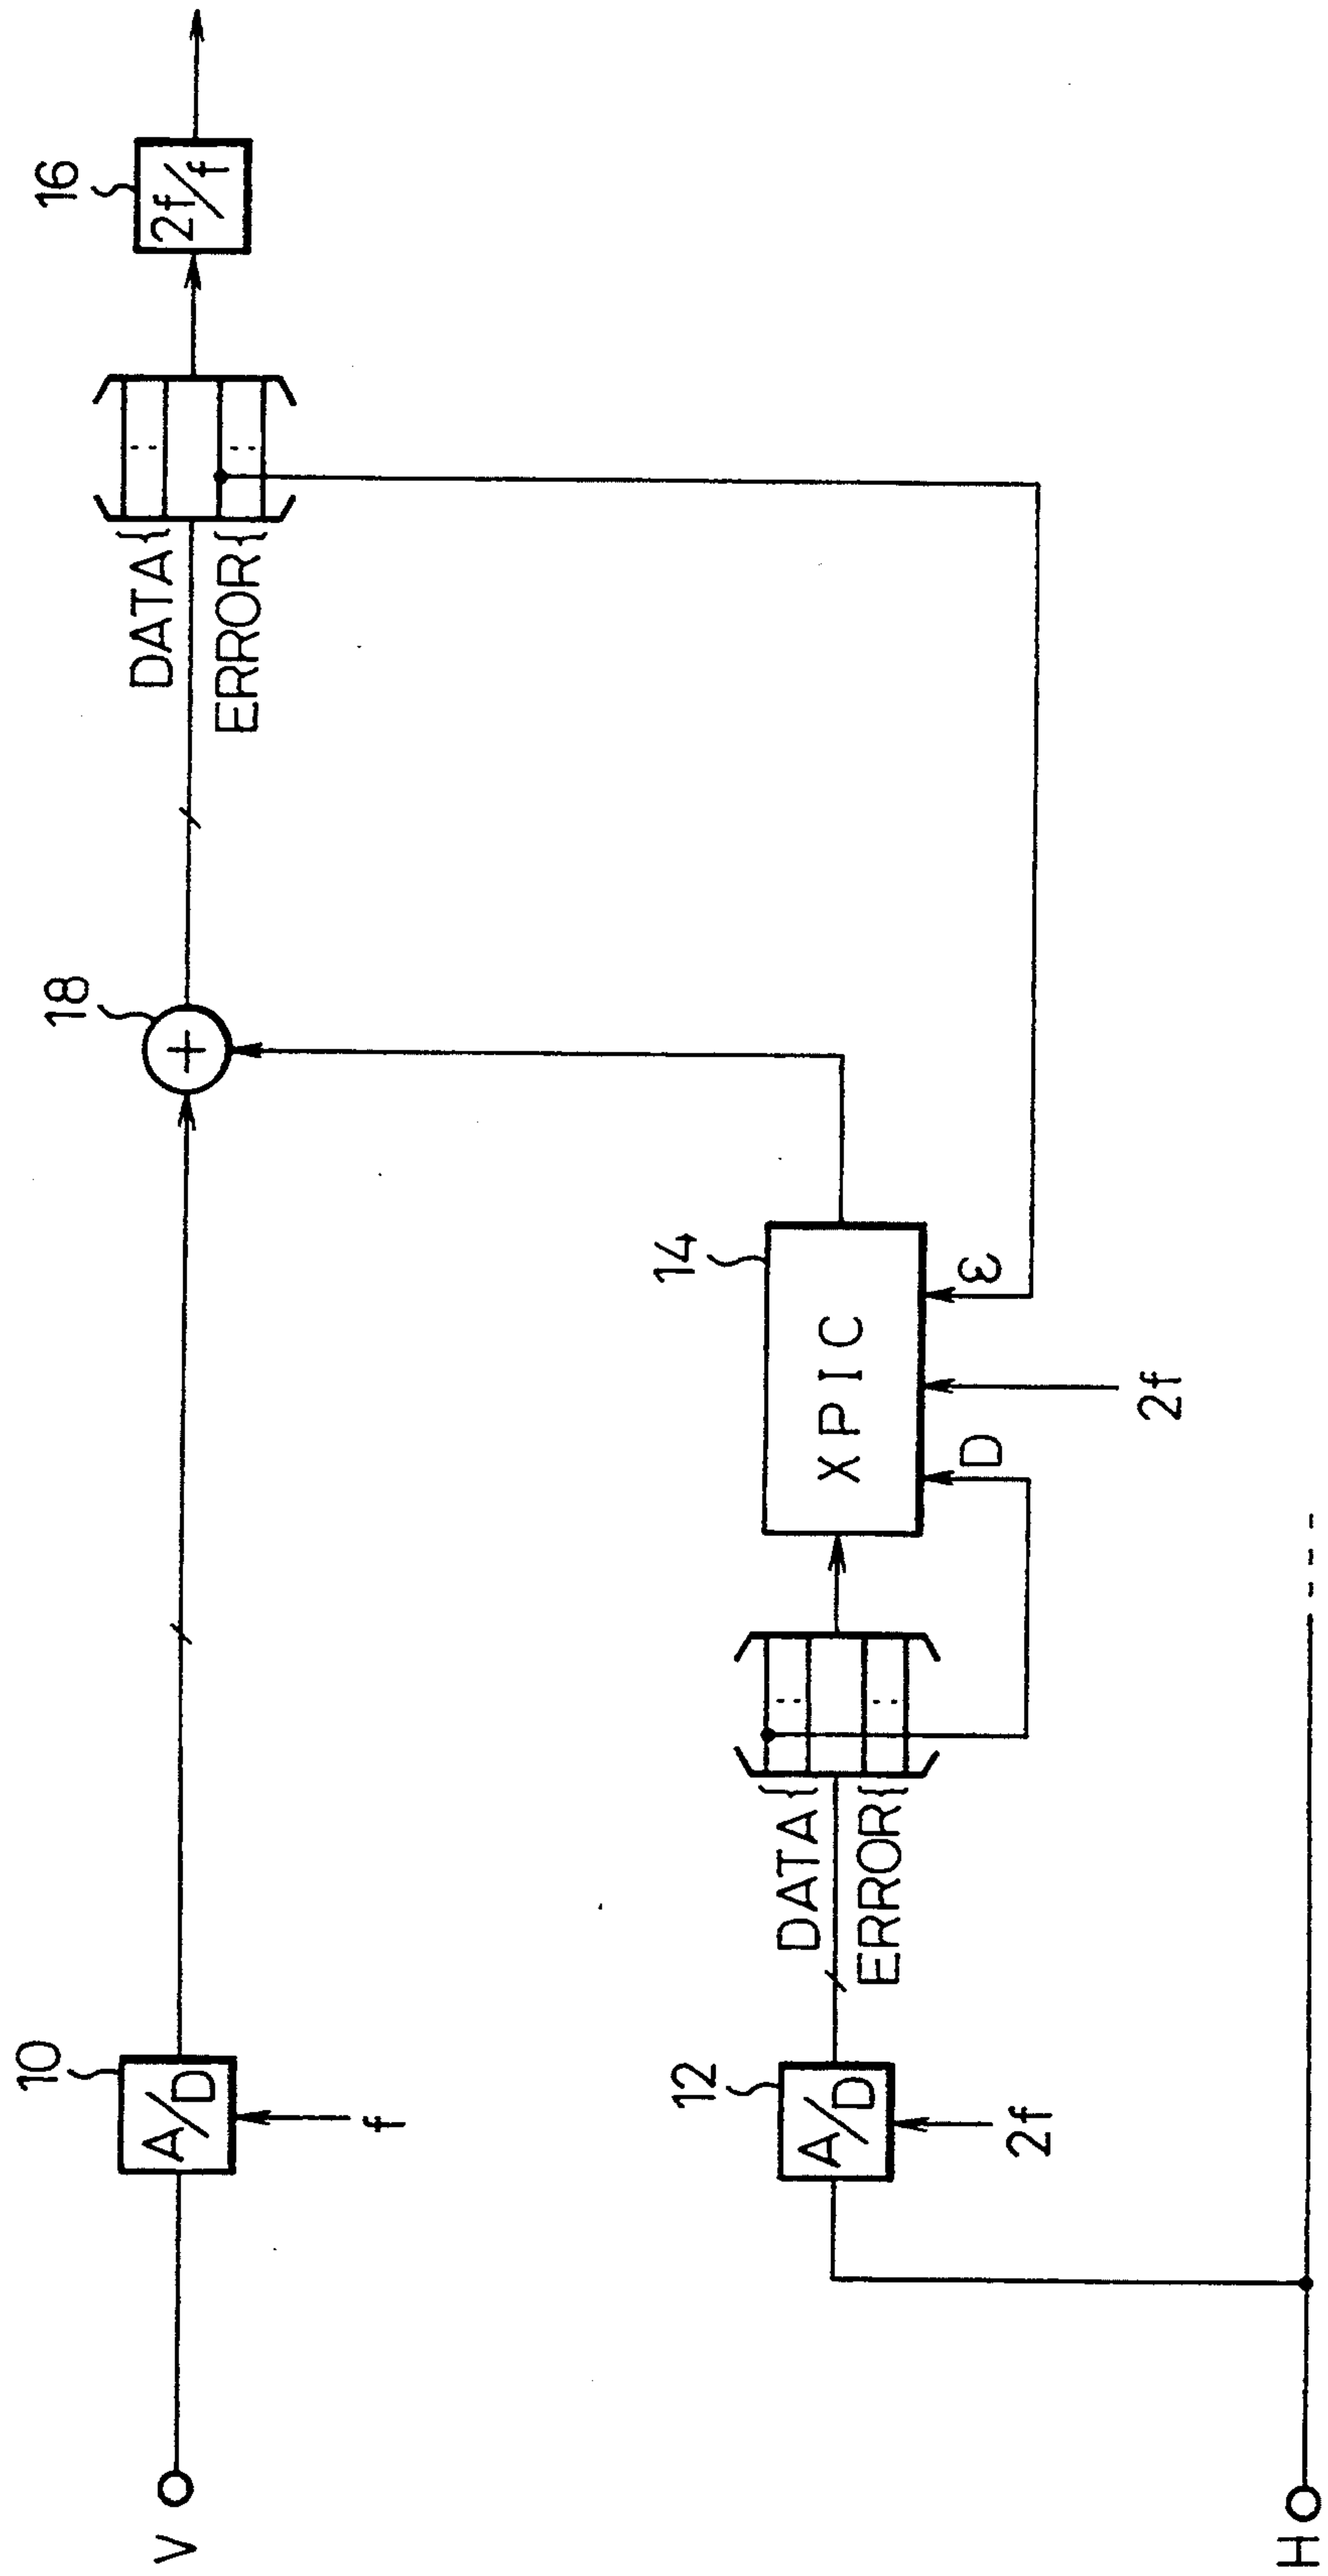 V
10
A/D
f
18
+
DATA{
ERROR{
16
2f/f
12
A/D
2f
DATA{
ERROR{
14
XPIC
D
2f
ε
H